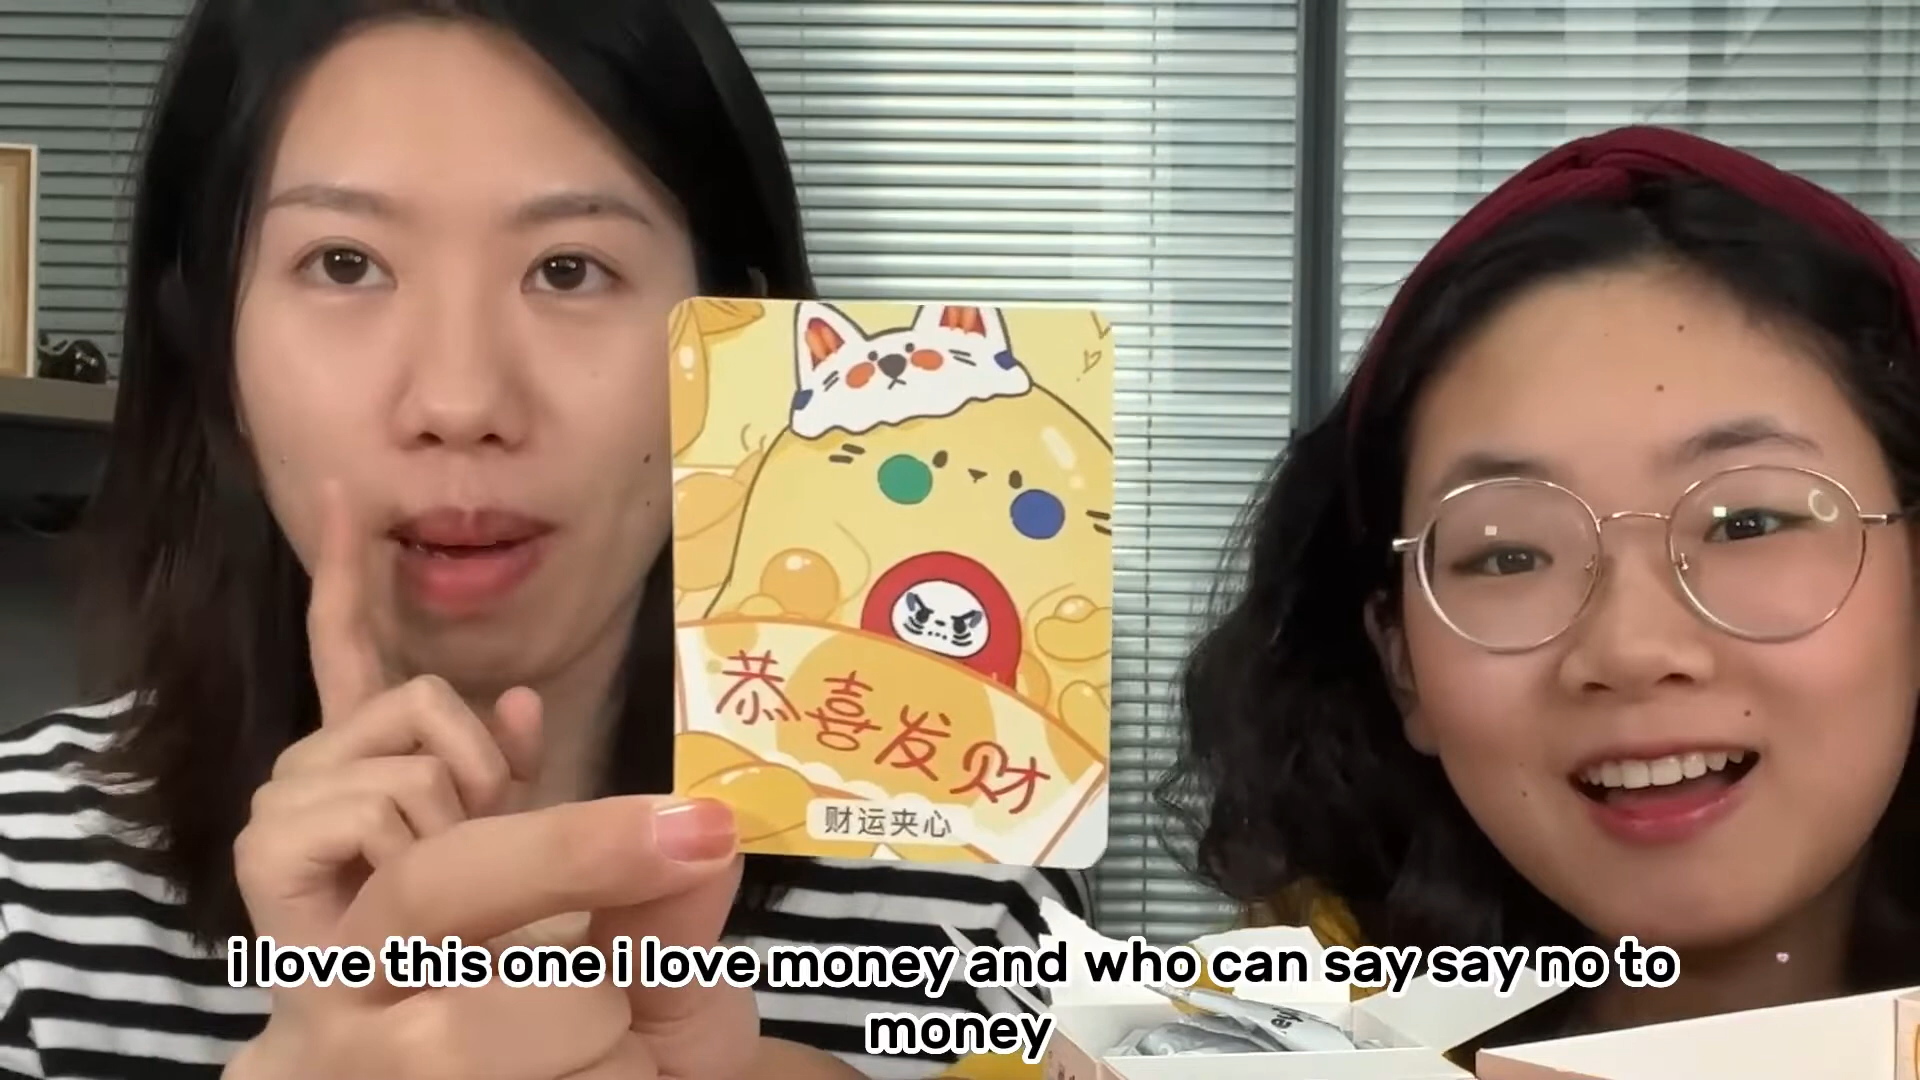 恭喜发财
财运夹心
i love this one i love money and who can say say no to
money